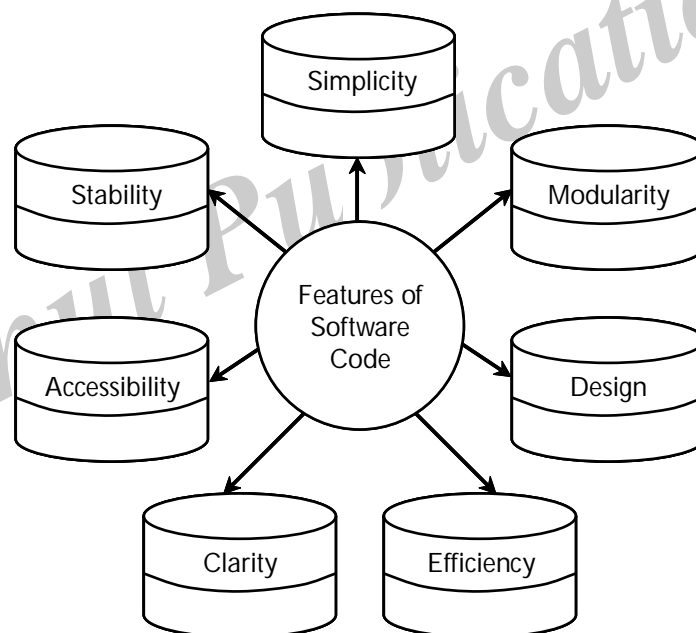 Simplicity
Stability
Modularity
Features of
Software
Code
Accessibility
Design
Clarity
Efficiency